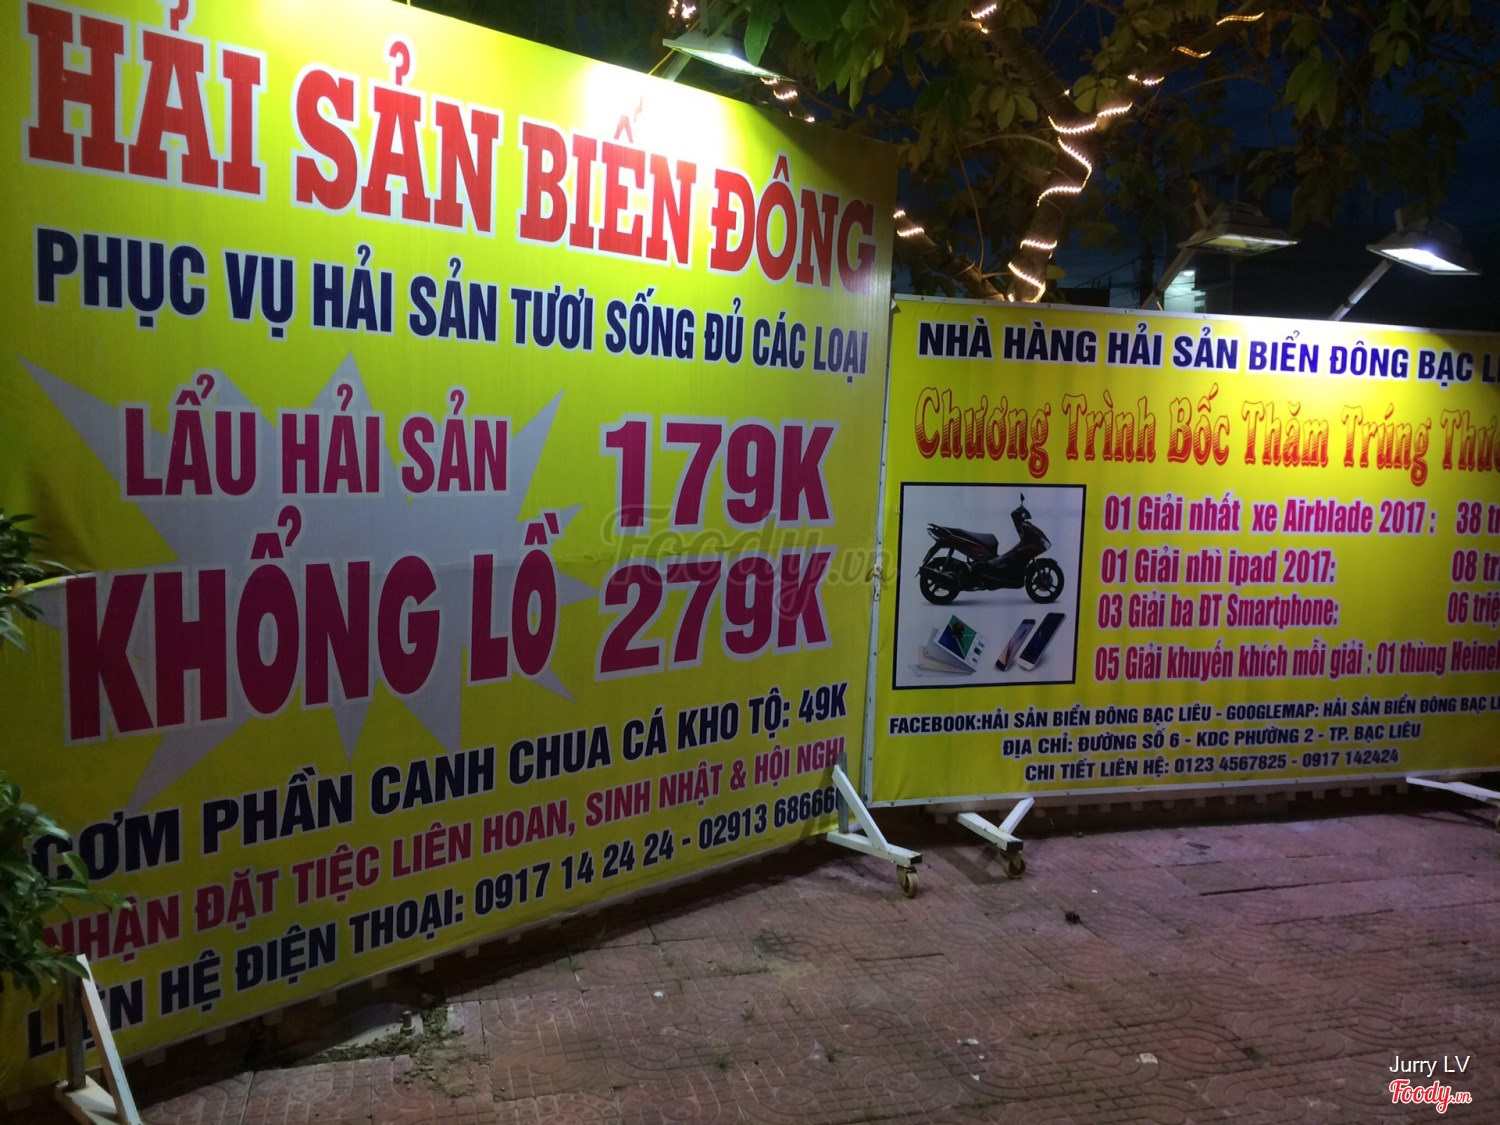 HẢI SẢN BIỂN ĐÔNG
PHỤC VỤ HẢI SẢN TƯƠI SỐNG ĐỦ CÁC LOẠI
LẨU HẢI SẢN 179K
KHỔNG LỒ 279K
CƠM PHẦN CANH CHUA CÁ KHO TỘ: 49K
NHẬN ĐẶT TIỆC LIÊN HOAN, SINH NHẬT & HỘI NGHỊ
LIÊN HỆ ĐIỆN THOẠI: 0917 14 24 24 - 02913 686666
NHÀ HÀNG HẢI SẢN BIỂN ĐÔNG BẠC
Chương Trình Bốc Thăm Trúng
01 Giải nhất xe Airblade 2017 : 38
01 Giải nhì ipad 2017: 08
03 Giải ba ĐT Smartphone: 06
05 Giải khuyến khích mỗi giải : 01 thùng
FACEBOOK:HẢI SẢN BIỂN ĐÔNG BẠC LIÊU - GOOGLEMAP: HẢI SẢN BIỂN ĐÔNG BẠC
ĐỊA CHỈ: ĐƯỜNG SỐ 6 - KDC PHƯỜNG 2 - TP. BẠC LIÊU
CHI TIẾT LIÊN HỆ: 0123 4567825 - 0917 142424
Foody.vn
Jurry LV
Foody.vn